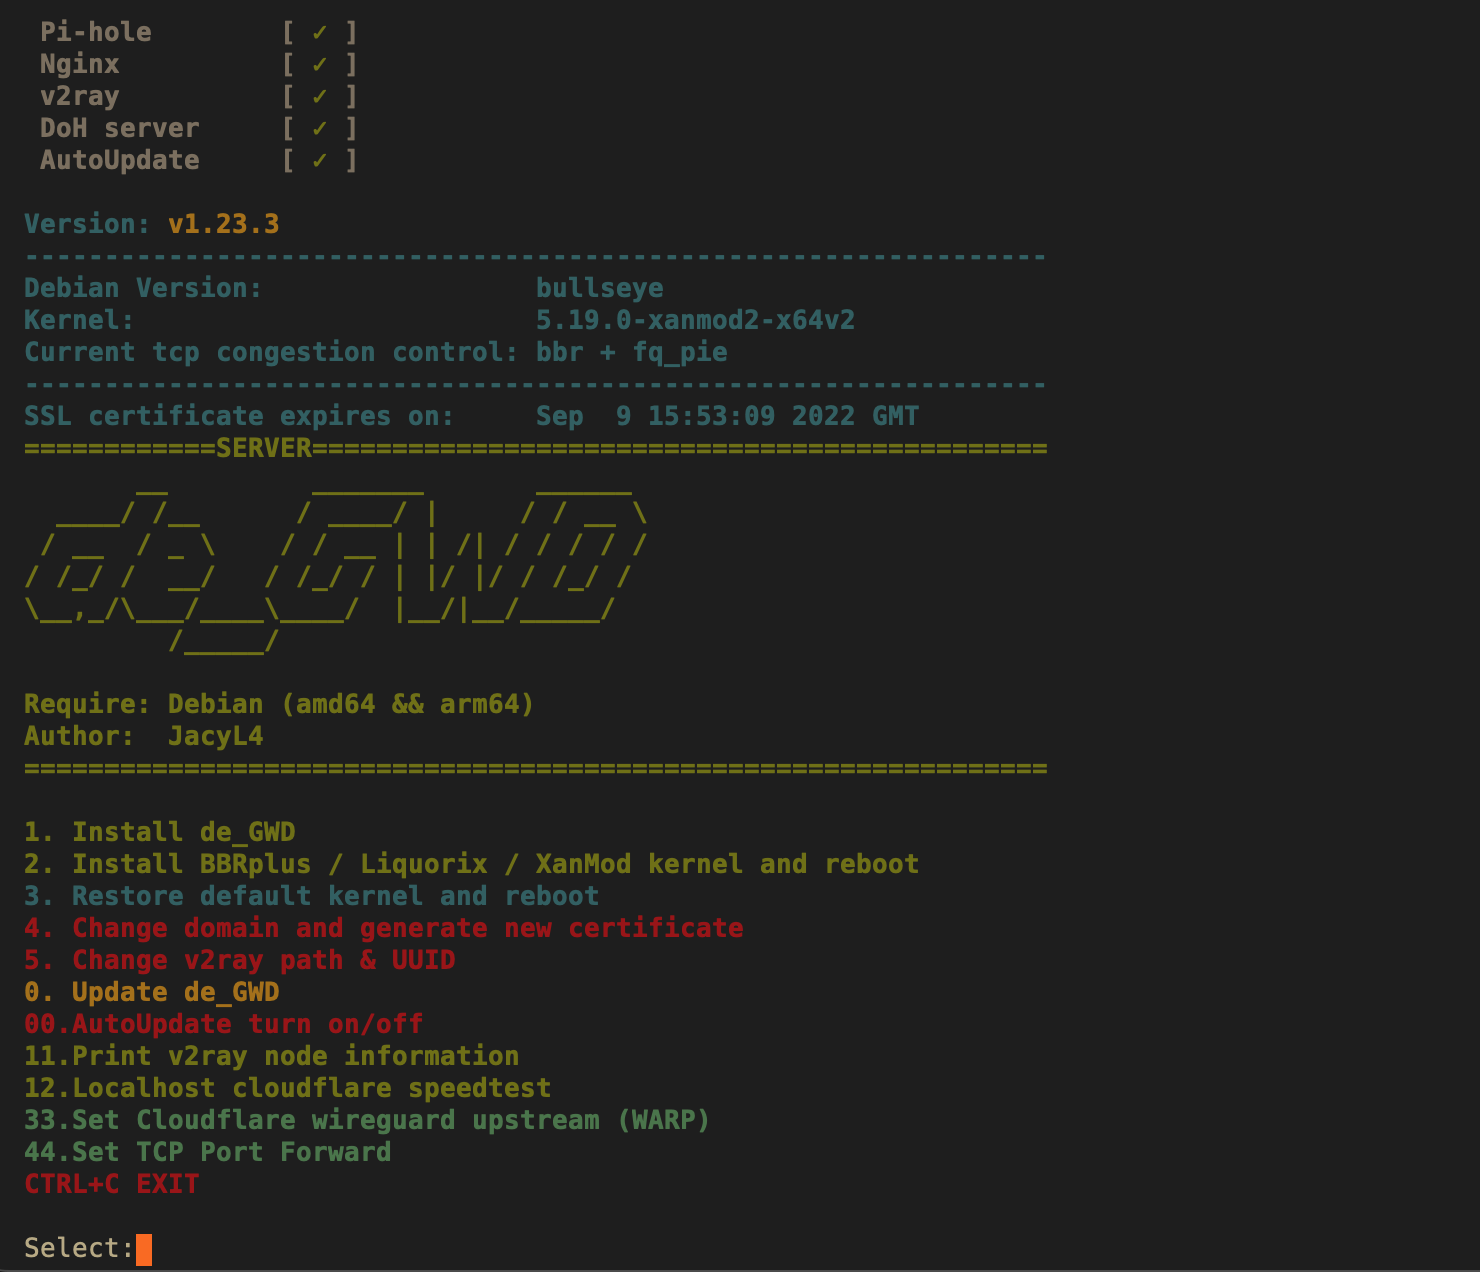 Pi-hole [ ✓ ]
Nginx [ ✓ ]
v2ray [ ✓ ]
DoH server [ ✓ ]
AutoUpdate [ ✓ ]
Version: v1.23.3
----------------------------------------------------------------
Debian Version: bullseye
Kernel: 5.19.0-xanmod2-x64v2
Current tcp congestion control: bbr + fq_pie
----------------------------------------------------------------
SSL certificate expires on: Sep  9 15:53:09 2022 GMT
============SERVER==============================================
de_GWD
Require: Debian (amd64 && arm64)
Author:  JacyL4
================================================================
1. Install de_GWD
2. Install BBRplus / Liquorix / XanMod kernel and reboot
3. Restore default kernel and reboot
4. Change domain and generate new certificate
5. Change v2ray path & UUID
0. Update de_GWD
00.AutoUpdate turn on/off
11.Print v2ray node information
12.Localhost cloudflare speedtest
33.Set Cloudflare wireguard upstream (WARP)
44.Set TCP Port Forward
CTRL+C EXIT
Select: